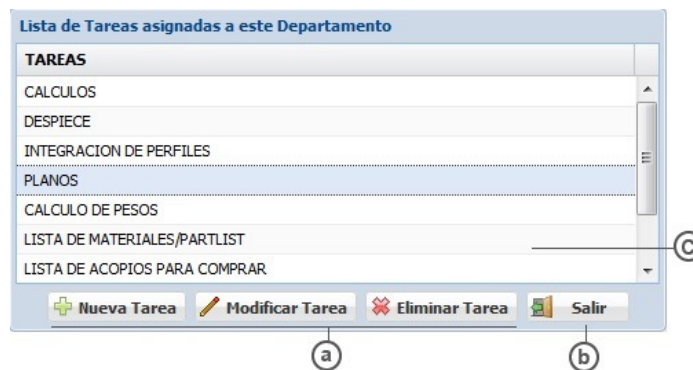 Lista de Tareas asignadas a este Departamento
TAREAS
CALCULOS
DESPIECE
INTEGRACION DE PERFILES
PLANOS
CALCULO DE PESOS
LISTA DE MATERIALES/PARTLIST
c
LISTA DE ACOPIOS PARA COMPRAR
Nueva Tarea Modificar Tarea Eliminar Tarea Salir
a b